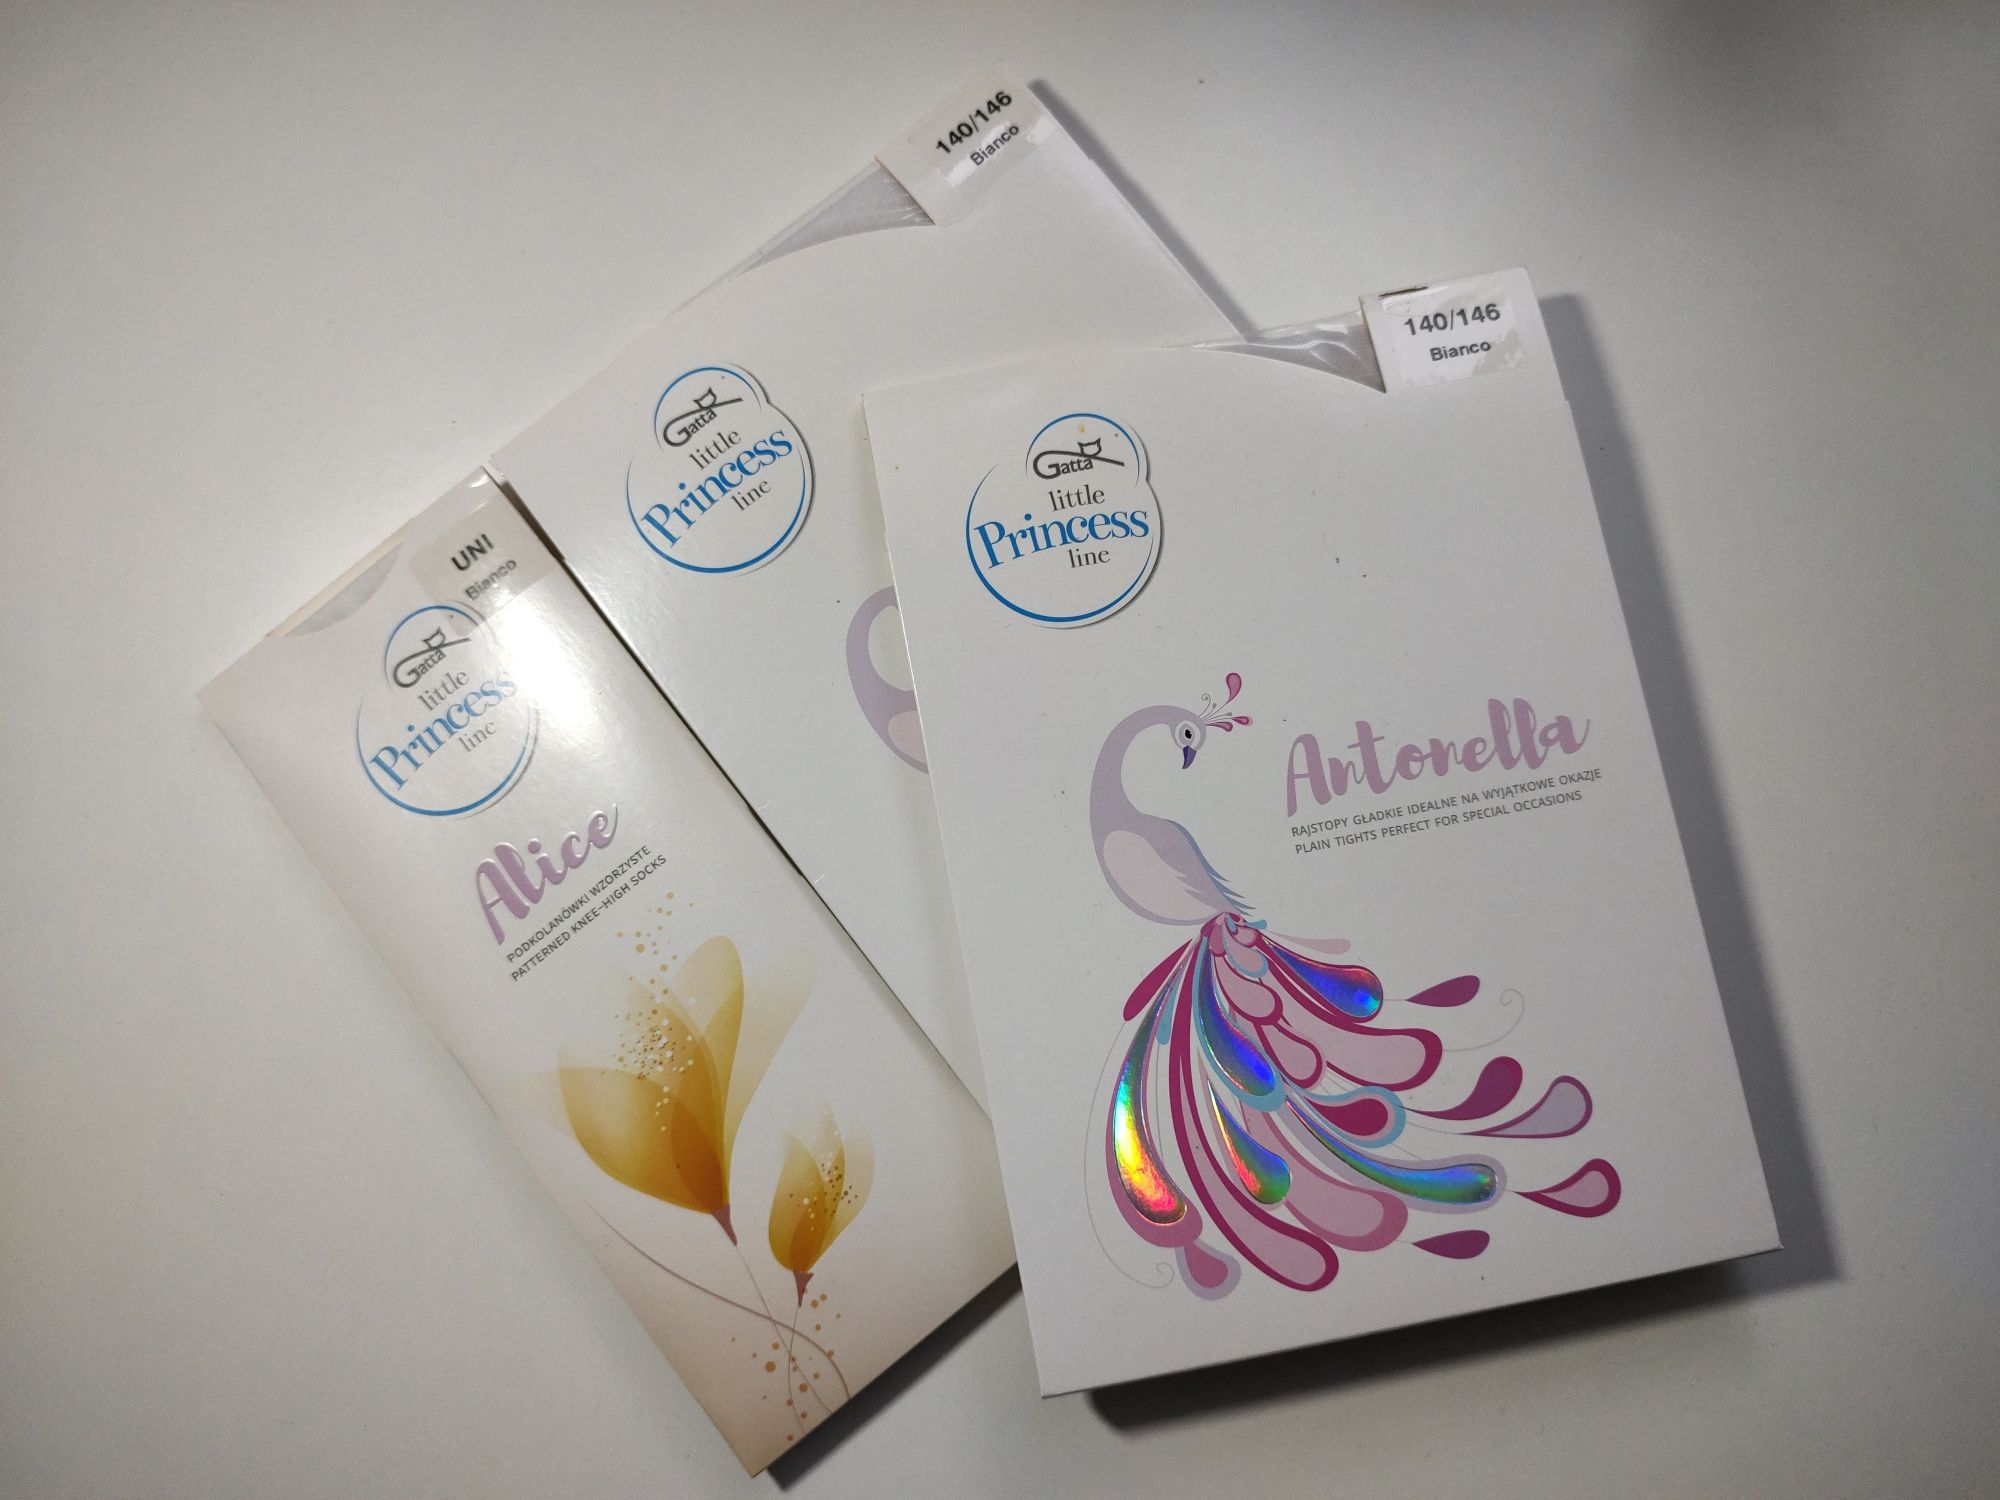 140/146
Bianco
Gatta
little
Princess
line
140/146
Bianco
Gatta
little
Princess
line
Antonella
RAJSTOPY GŁADKIE IDEALNE NA WYJĄTKOWE OKAZJE
PLAIN TIGHTS PERFECT FOR SPECIAL OCCASIONS
UNI
Bianco
Gatta
little
Princess
line
Alice
PODKOLANÓWKI WZORZYSTE
PATTERNED KNEE-HIGH SOCKS